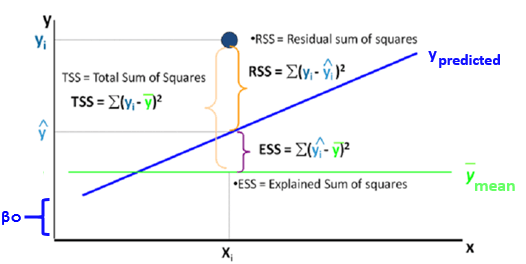 y
yi
•RSS = Residual sum of squares
TSS = Total Sum of Squares
RSS = ∑(yi - ŷi)²
y predicted
TSS = ∑(yi - ȳ)²
ŷ
ESS = ∑(ŷi - ȳ)²
ȳ mean
•ESS = Explained Sum of squares
βo
Xi
x